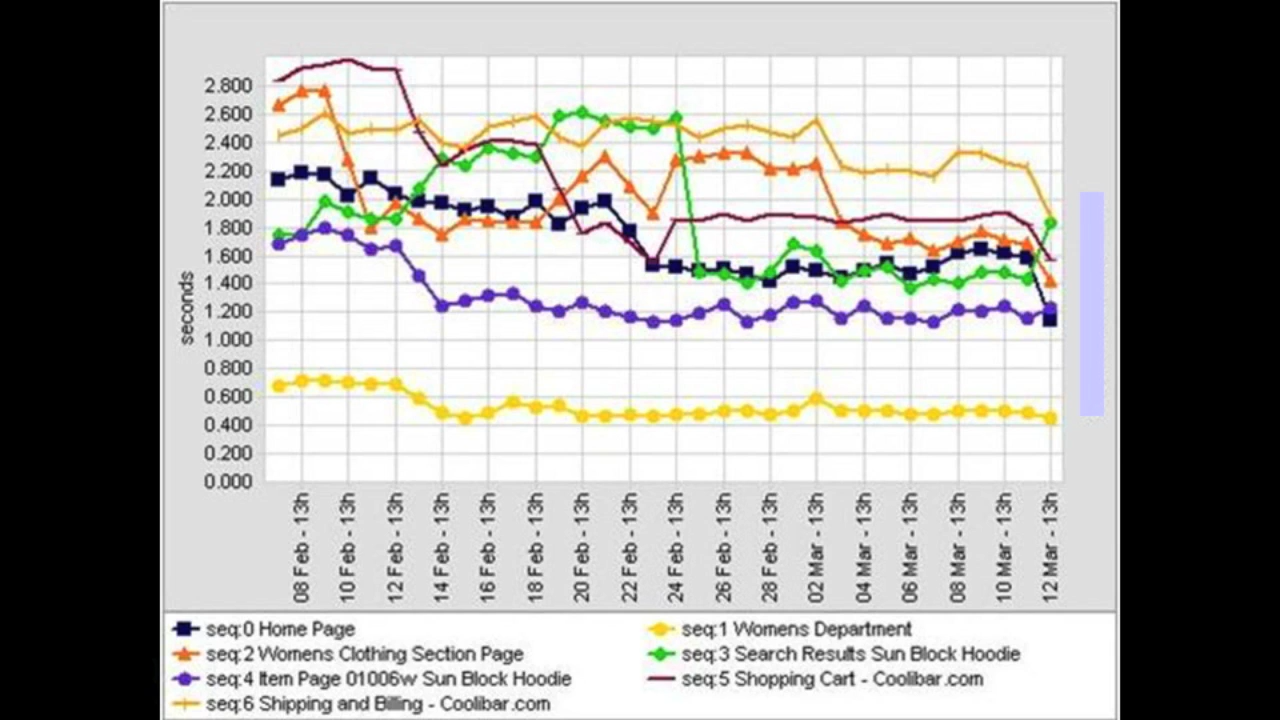 2.800
2.600
2.400
2.200
2.000
1.800
1.600
1.400
1.200
1.000
0.800
0.600
0.400
0.200
0.000
seconds
08 Feb - 13h
10 Feb - 13h
12 Feb - 13h
14 Feb - 13h
16 Feb - 13h
18 Feb - 13h
20 Feb - 13h
22 Feb - 13h
24 Feb - 13h
26 Feb - 13h
28 Feb - 13h
02 Mar - 13h
04 Mar - 13h
06 Mar - 13h
08 Mar - 13h
10 Mar - 13h
12 Mar - 13h
seq:0 Home Page
seq:1 Womens Department
seq:2 Womens Clothing Section Page
seq:3 Search Results Sun Block Hoodie
seq:4 Item Page 01006w Sun Block Hoodie
seq:5 Shopping Cart - Coolibar.com
seq:6 Shipping and Billing - Coolibar.com